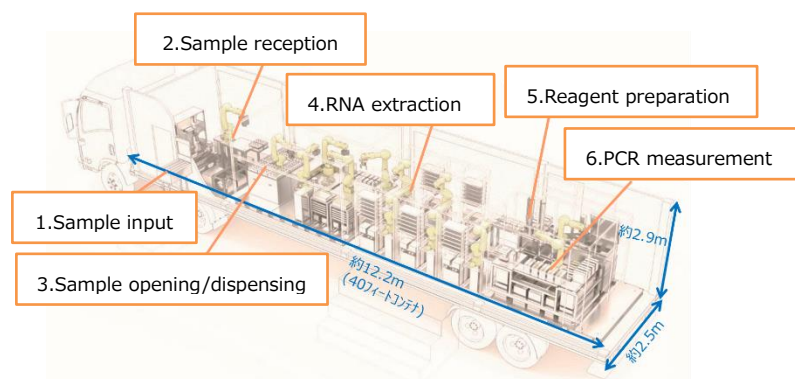 2.Sample reception
4.RNA extraction
5.Reagent preparation
6.PCR measurement
1.Sample input
3.Sample opening/dispensing
約12.2m
(40フィートコンテナ)
約2.9m
約2.5m